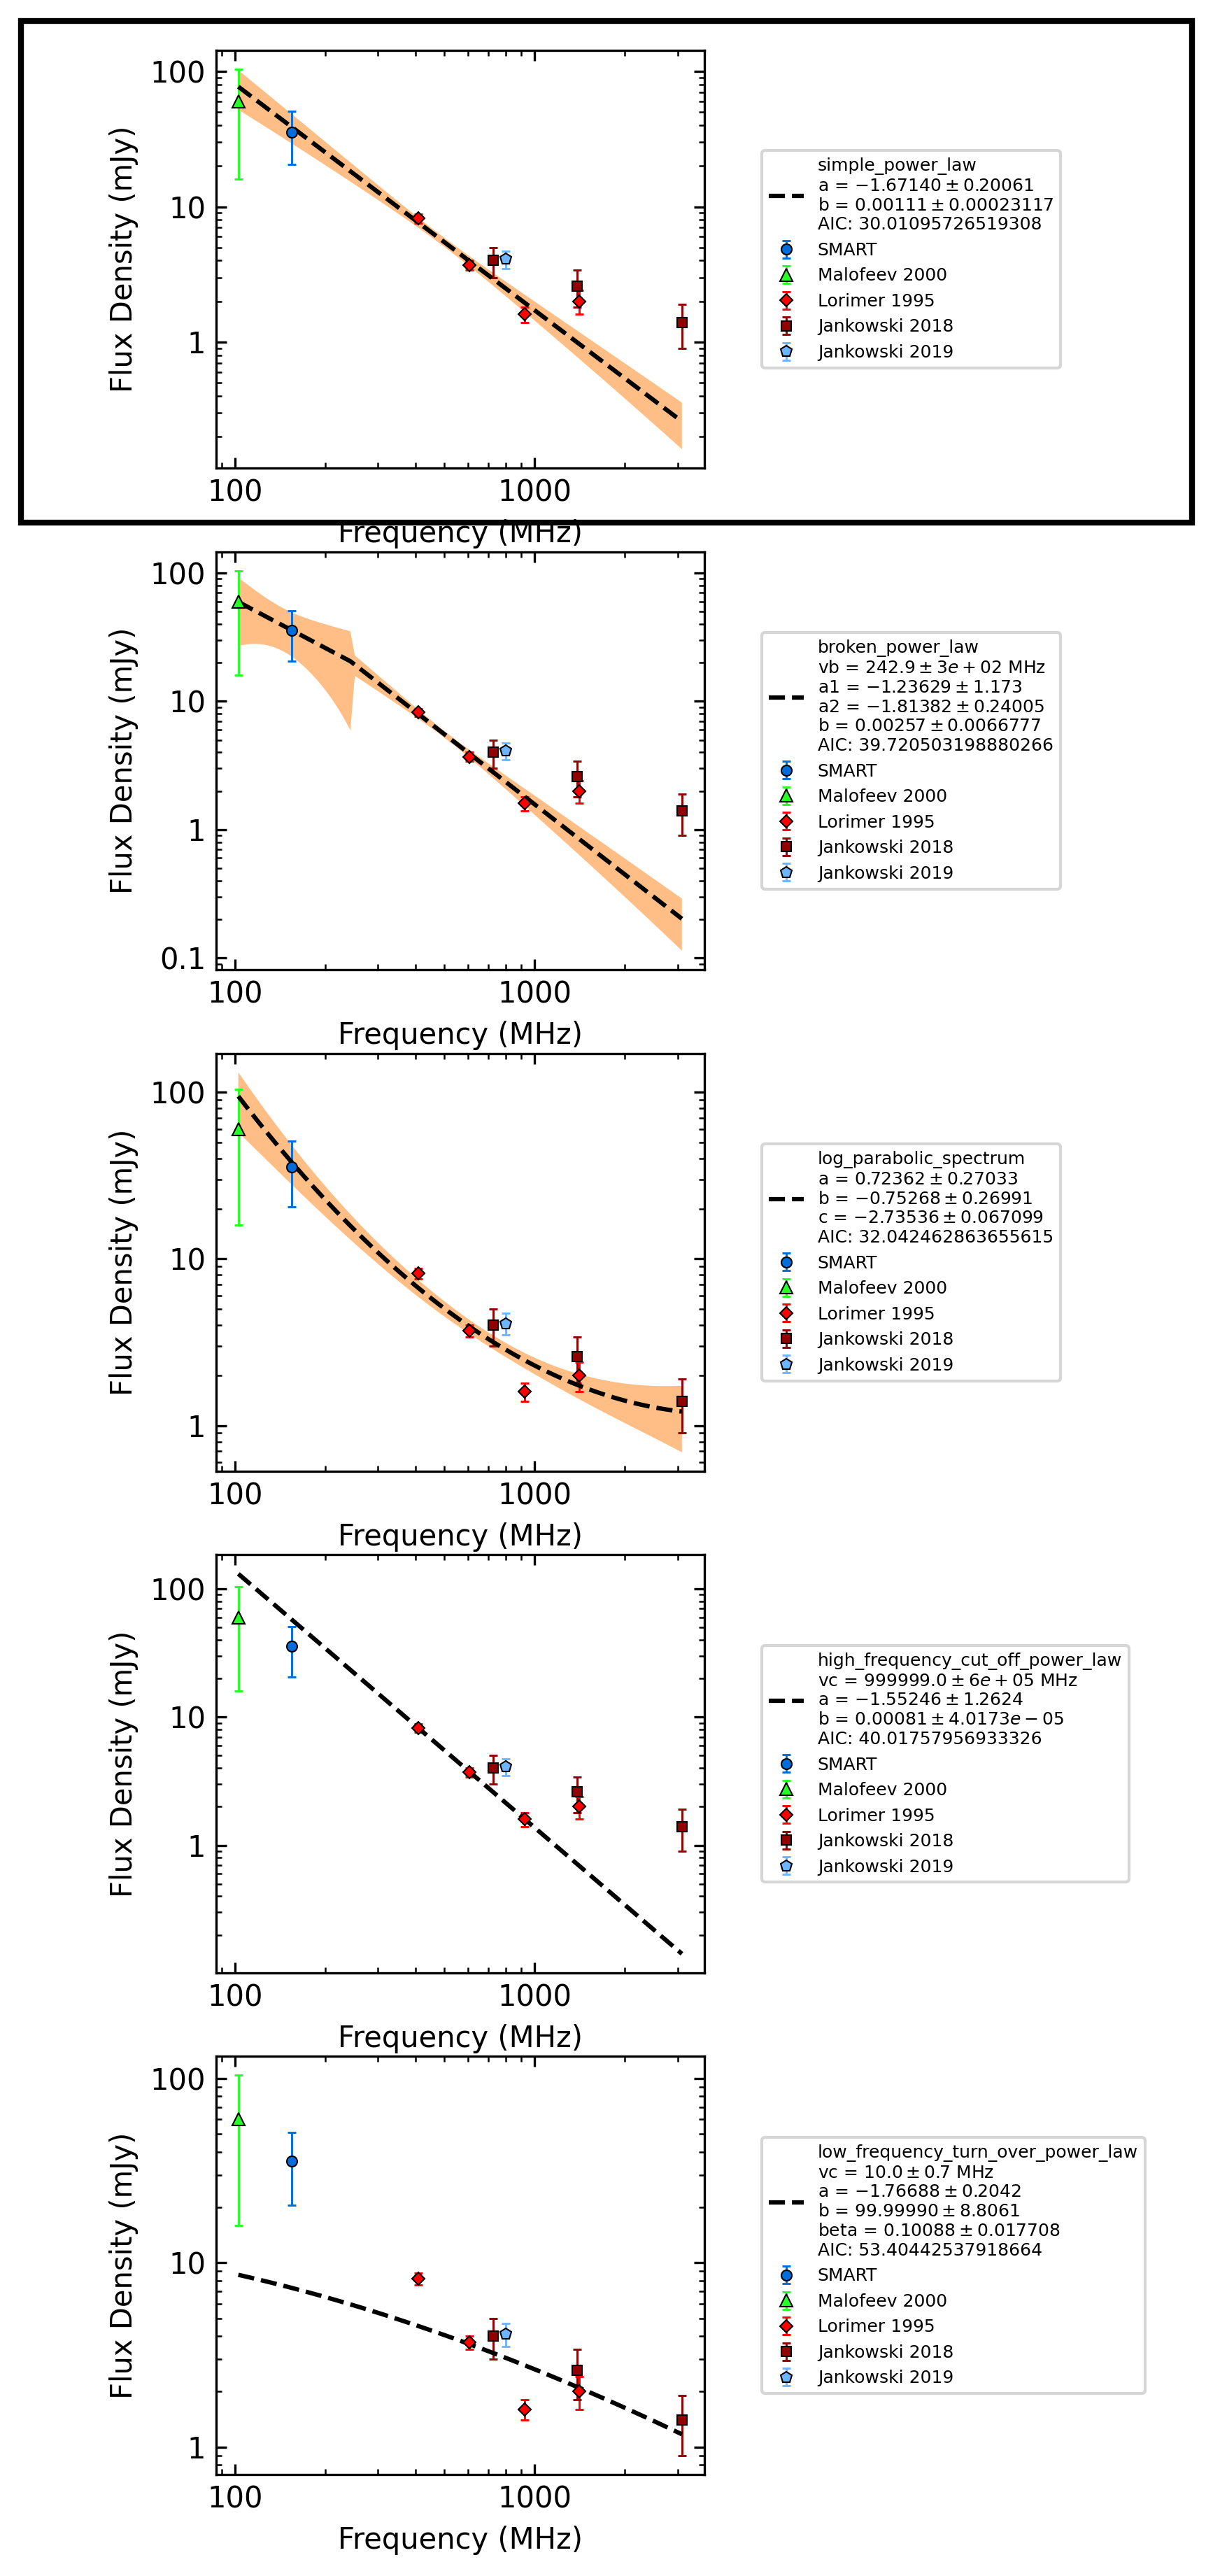 100
10
1
Flux Density (mJy)
100
1000
Frequency (MHz)
simple_power_law
a = −1.67140 ± 0.20061
b = 0.00111 ± 0.00023117
AIC: 30.01095726519308
SMART
Malofeev 2000
Lorimer 1995
Jankowski 2018
Jankowski 2019
100
10
1
0.1
Flux Density (mJy)
100
1000
Frequency (MHz)
broken_power_law
vb = 242.9 ± 3e + 02 MHz
a1 = −1.23629 ± 1.173
a2 = −1.81382 ± 0.24005
b = 0.00257 ± 0.0066777
AIC: 39.720503198880266
SMART
Malofeev 2000
Lorimer 1995
Jankowski 2018
Jankowski 2019
100
10
1
Flux Density (mJy)
100
1000
Frequency (MHz)
log_parabolic_spectrum
a = 0.72362 ± 0.27033
b = −0.75268 ± 0.26991
c = −2.73536 ± 0.067099
AIC: 32.042462863655615
SMART
Malofeev 2000
Lorimer 1995
Jankowski 2018
Jankowski 2019
100
10
1
Flux Density (mJy)
100
1000
Frequency (MHz)
high_frequency_cut_off_power_law
vc = 999999.0 ± 6e + 05 MHz
a = −1.55246 ± 1.2624
b = 0.00081 ± 4.0173e − 05
AIC: 40.01757956933326
SMART
Malofeev 2000
Lorimer 1995
Jankowski 2018
Jankowski 2019
100
10
1
Flux Density (mJy)
100
1000
Frequency (MHz)
low_frequency_turn_over_power_law
vc = 10.0 ± 0.7 MHz
a = −1.76688 ± 0.2042
b = 99.99990 ± 8.8061
beta = 0.10088 ± 0.017708
AIC: 53.40442537918664
SMART
Malofeev 2000
Lorimer 1995
Jankowski 2018
Jankowski 2019